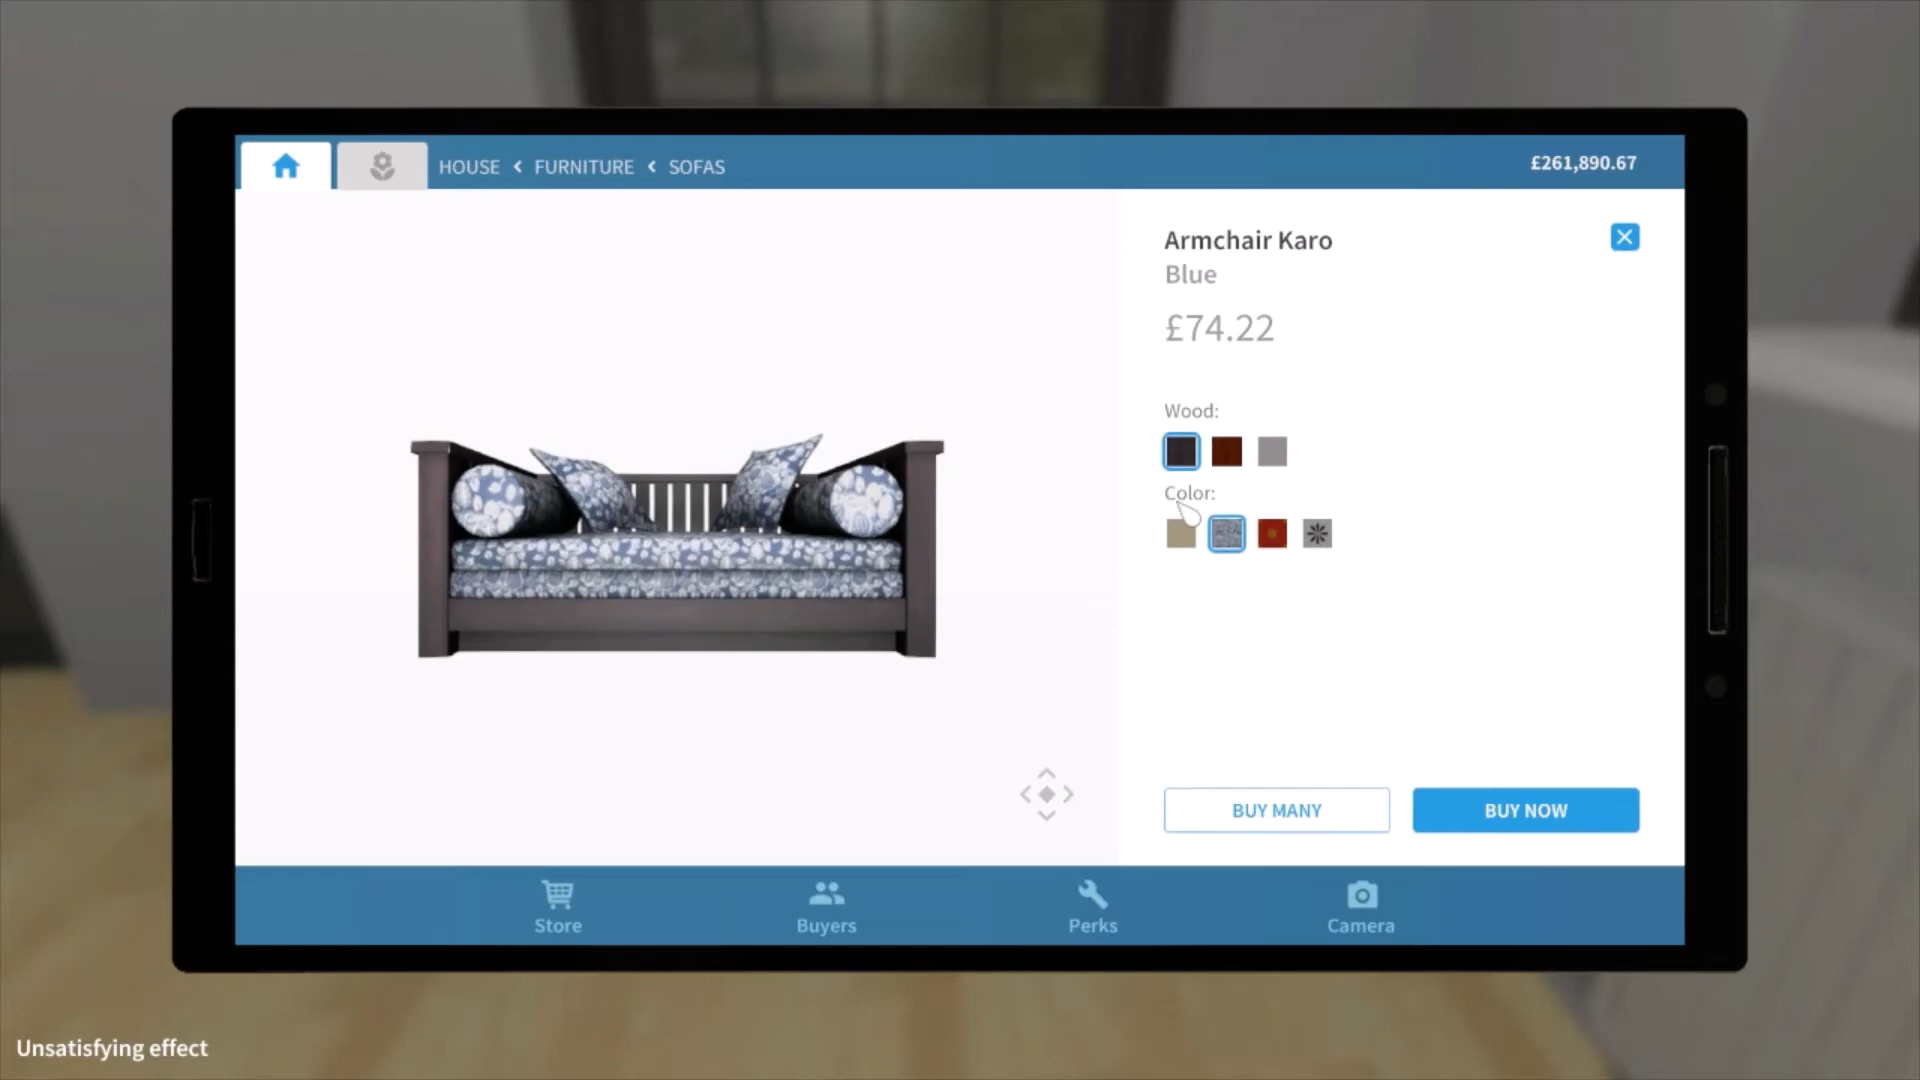 HOUSE < FURNITURE < SOFAS
£261,890.67
Armchair Karo
Blue
£74.22
Wood:
Color:
BUY MANY
BUY NOW
Store
Buyers
Perks
Camera
Unsatisfying effect